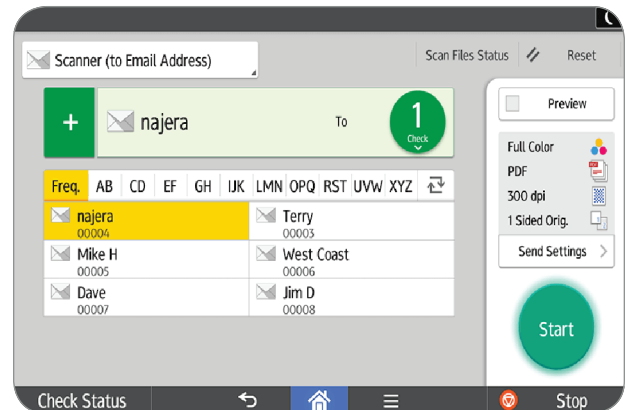 Scanner (to Email Address)
Scan Files Status
Reset
+ najera To 1
Check
Preview
Full Color
PDF
300 dpi
1 Sided Orig.
Send Settings >
Start
Freq. AB CD EF GH IJK LMN OPQ RST UVW XYZ
najera
00004
Terry
00003
Mike H
00005
West Coast
00006
Dave
00007
Jim D
00008
Check Status
Stop